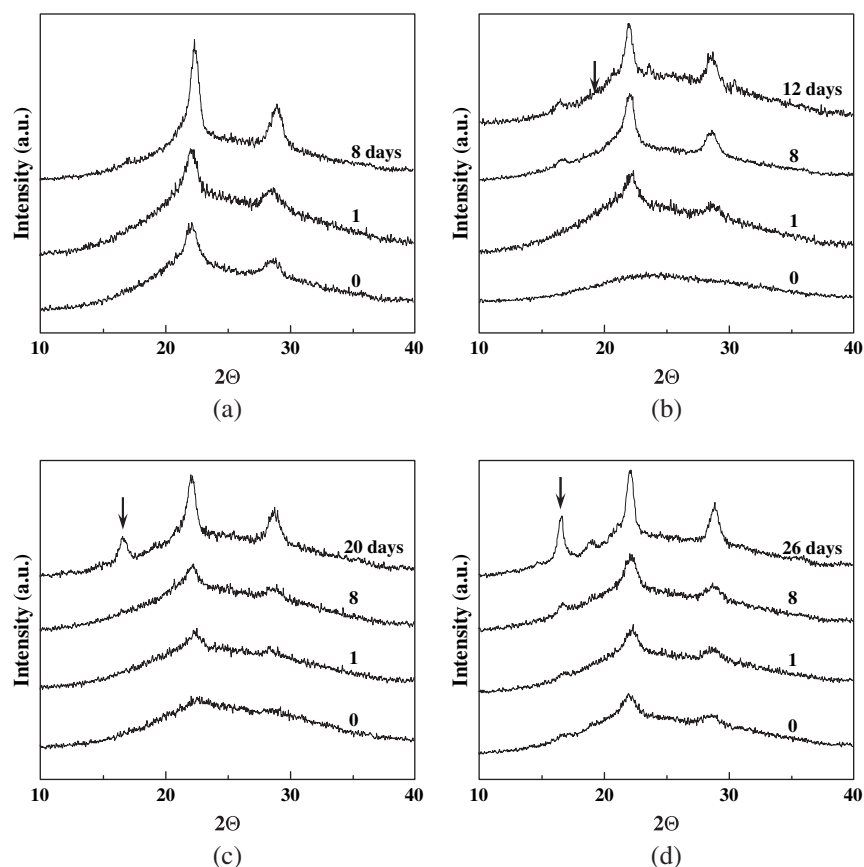 Intensity (a.u.)
8 days
1
0
10 20 30 40
2Θ
(a)
Intensity (a.u.)
12 days
8
1
0
10 20 30 40
2Θ
(b)
Intensity (a.u.)
20 days
8
1
0
10 20 30 40
2Θ
(c)
Intensity (a.u.)
26 days
8
1
0
10 20 30 40
2Θ
(d)